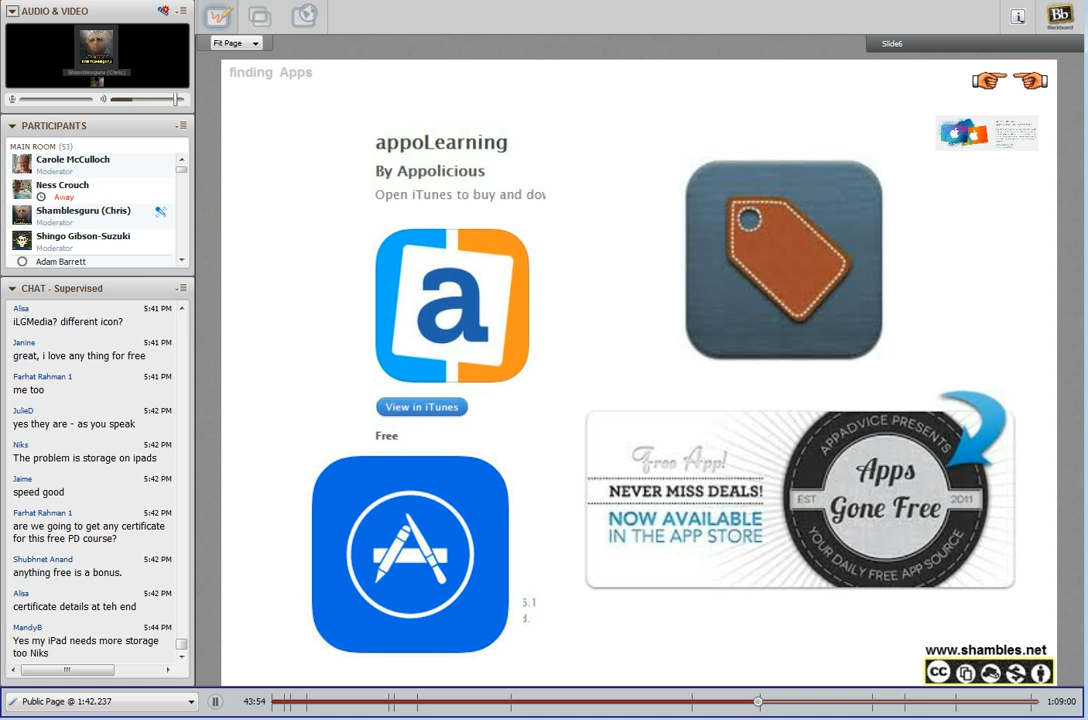 AUDIO & VIDEO
Shamblesguru (Chris)
PARTICIPANTS
MAIN ROOM (53)
Carole McCulloch
Moderator
Ness Crouch
Away
Shamblesguru (Chris)
Moderator
Shingo Gibson-Suzuki
Moderator
Adam Barrett
CHAT - Supervised
Alisa 5:41 PM
iLGMedia? different icon?
Janine 5:41 PM
great, i love any thing for free
Farhat Rahman 1 5:41 PM
me too
JulieD 5:42 PM
yes they are - as you speak
Niks 5:42 PM
The problem is storage on ipads
Jaime 5:42 PM
speed good
Farhat Rahman 1 5:42 PM
are we going to get any certificate
for this free PD course?
Shubhnet Anand 5:42 PM
anything free is a bonus.
Alisa 5:42 PM
certificate details at teh end
MandyB 5:44 PM
Yes my iPad needs more storage
too Niks
Bb
Blackboard
Fit Page
Slide6
finding Apps
appoLearning
By Appolicious
Open iTunes to buy and dow
a
View in iTunes
Free
5.1
d.
Free App!
NEVER MISS DEALS!
NOW AVAILABLE
IN THE APP STORE
APPADVICE PRESENTS
Apps
EST 2011
Gone Free
YOUR DAILY FREE APP SOURCE
www.shambles.net
CC
Public Page @ 1:42.237
43:54
1:09:00